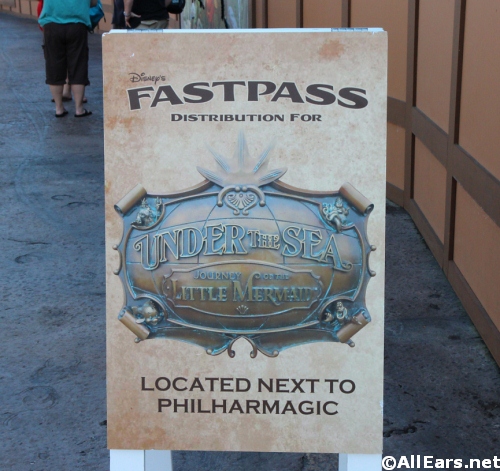 Disney's
FASTPASS
DISTRIBUTION FOR
UNDER THE SEA
JOURNEY OF THE
LITTLE MERMAID
LOCATED NEXT TO
PHILHARMAGIC
©AllEars.net